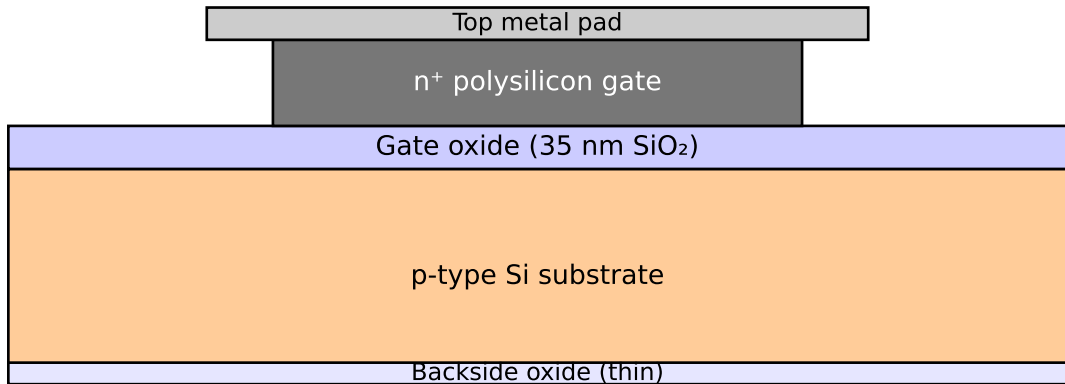 Top metal pad
n⁺ polysilicon gate
Gate oxide (35 nm SiO₂)
p-type Si substrate
Backside oxide (thin)